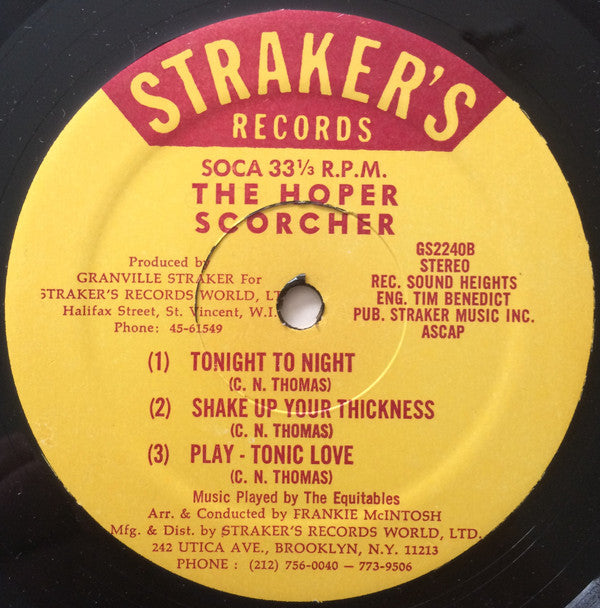 STRAKER'S
RECORDS
SOCA 33⅓ R.P.M.
THE HOPER
SCORCHER
Produced by
GRANVILLE STRAKER For
STRAKER'S RECORDS WORLD, LT
Halifax Street, St. Vincent, W.I.
Phone: 45-61549
GS2240B
STEREO
REC. SOUND HEIGHTS
ENG. TIM BENEDICT
PUB. STRAKER MUSIC INC.
ASCAP
(1) TONIGHT TO NIGHT
(C. N. THOMAS)
(2) SHAKE UP YOUR THICKNESS
(C. N. THOMAS)
(3) PLAY - TONIC LOVE
(C. N. THOMAS)
Music Played by The Equitables
Arr. & Conducted by FRANKIE McINTOSH
Mfg. & Dist. by STRAKER'S RECORDS WORLD, LTD.
242 UTICA AVE., BROOKLYN, N.Y. 11213
PHONE : (212) 756-0040 — 773-9506